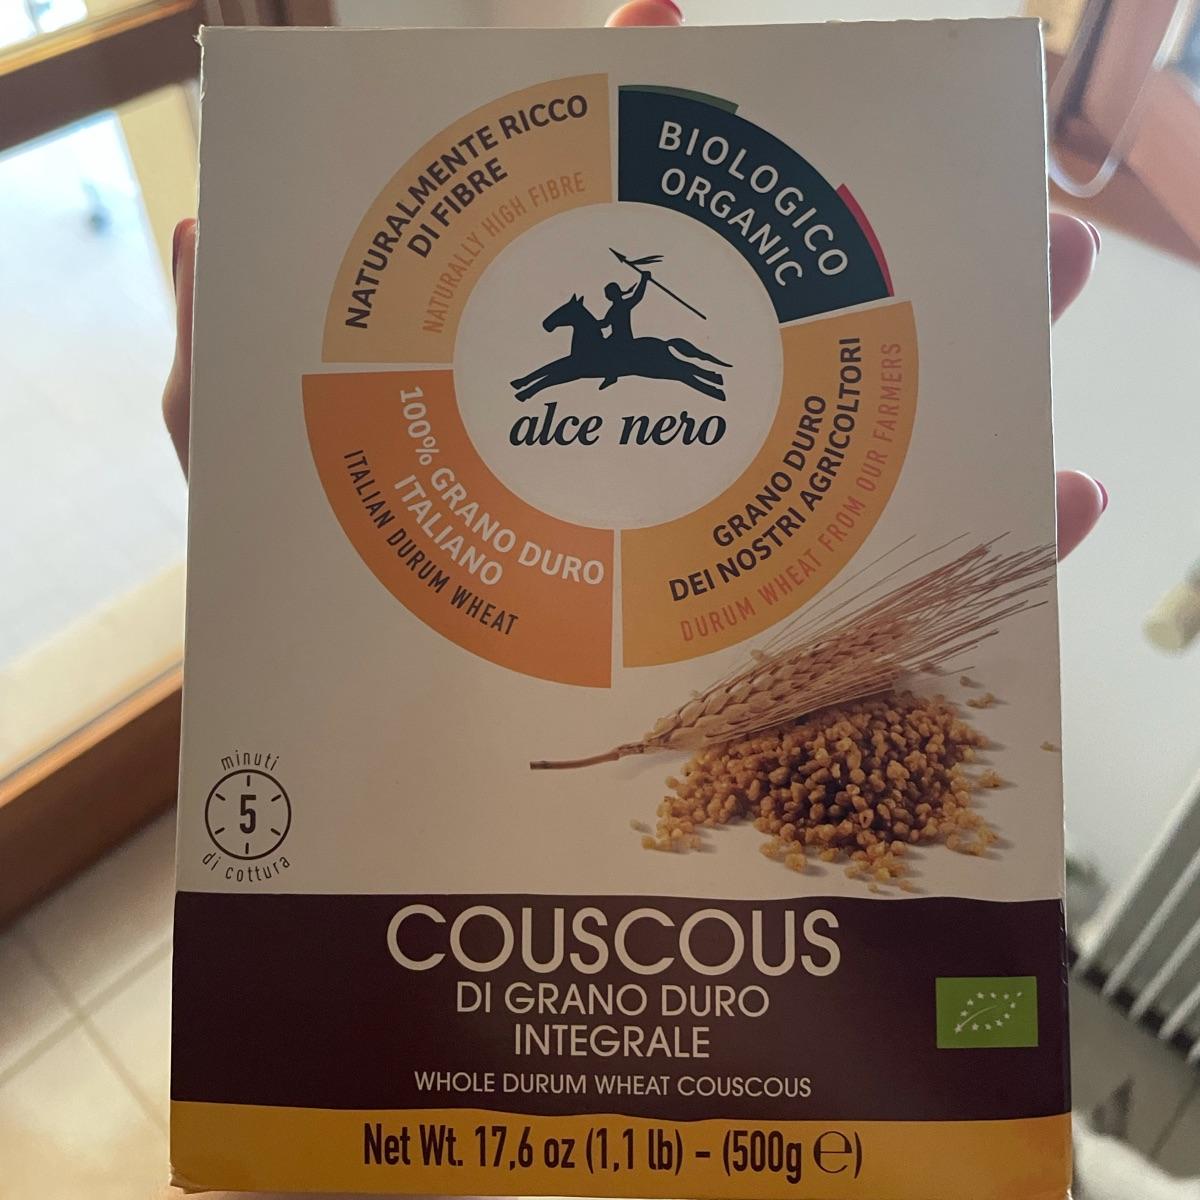 NATURALMENTE RICCO
DI FIBRE
NATURALLY HIGH FIBRE
BIOLOGICO
ORGANIC
alce nero
100% GRANO DURO
ITALIANO
ITALIAN DURUM WHEAT
GRANO DURO
DEI NOSTRI AGRICOLTORI
DURUM WHEAT FROM OUR FARMERS
minuti
5
di cottura
COUSCOUS
DI GRANO DURO
INTEGRALE
WHOLE DURUM WHEAT COUSCOUS
Net Wt. 17,6 oz (1,1 lb) - (500g ℮)